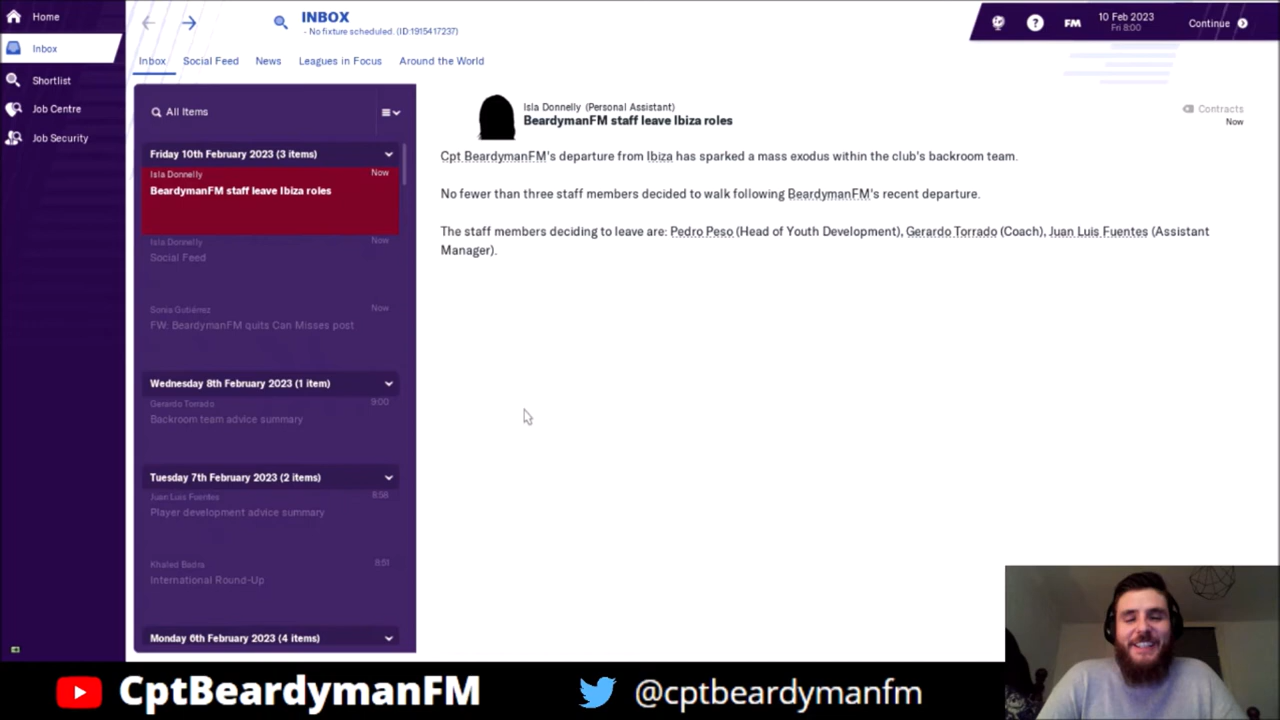 Home
Inbox
Shortlist
Job Centre
Job Security
INBOX
- No fixture scheduled. (ID:1915417237)
?
FM
10 Feb 2023
Fri 8:00
Continue
Inbox Social Feed News Leagues in Focus Around the World
All Items
Friday 10th February 2023 (3 items)
Isla Donnelly Now
BeardymanFM staff leave Ibiza roles
Isla Donnelly Now
Social Feed
Sonia Gutiérrez Now
FW: BeardymanFM quits Can Misses post
Wednesday 8th February 2023 (1 item)
Gerardo Torrado 9:00
Backroom team advice summary
Tuesday 7th February 2023 (2 items)
Juan Luis Fuentes 8:58
Player development advice summary
Khaled Badra 8:51
International Round-Up
Monday 6th February 2023 (4 items)
Isla Donnelly (Personal Assistant)
BeardymanFM staff leave Ibiza roles
Contracts
Now
Cpt BeardymanFM's departure from Ibiza has sparked a mass exodus within the club's backroom team.
No fewer than three staff members decided to walk following BeardymanFM's recent departure.
The staff members deciding to leave are: Pedro Peso (Head of Youth Development), Gerardo Torrado (Coach), Juan Luis Fuentes (Assistant
Manager).
CptBeardymanFM
@cptbeardymanfm